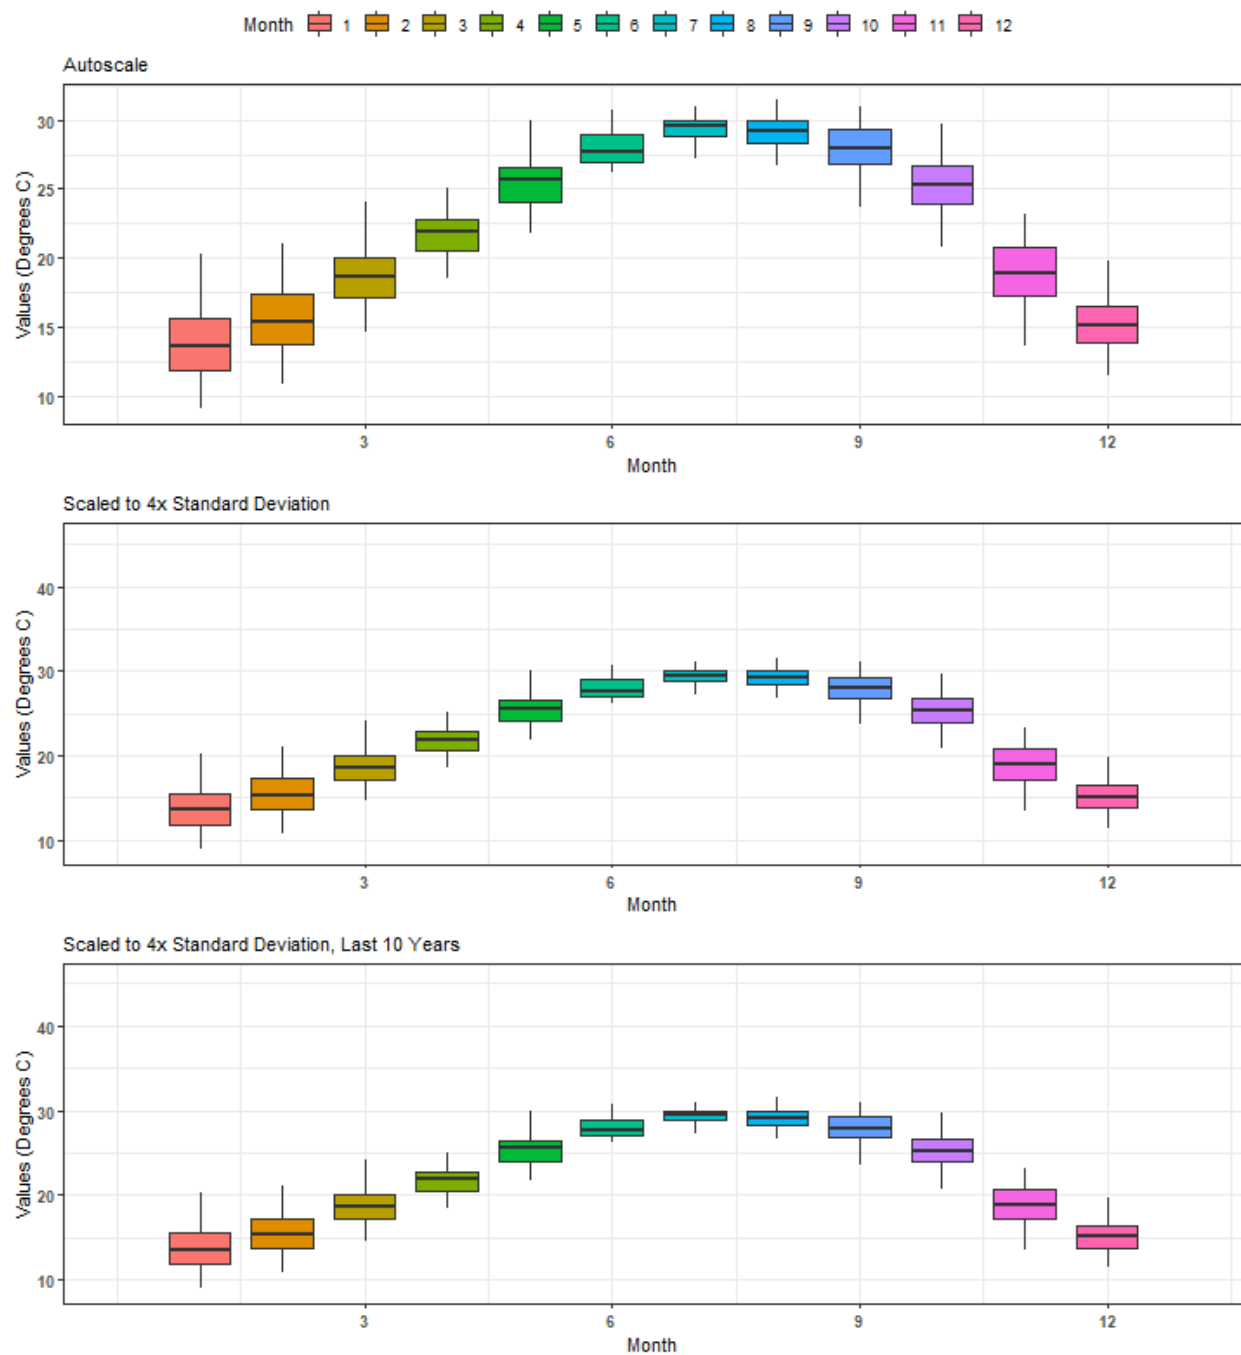 Month 1 2 3 4 5 6 7 8 9 10 11 12
Autoscale
Values (Degrees C)
30
25
20
15
10
3 6 9 12
Month
Scaled to 4x Standard Deviation
Values (Degrees C)
40
30
20
10
3 6 9 12
Month
Scaled to 4x Standard Deviation, Last 10 Years
Values (Degrees C)
40
30
20
10
3 6 9 12
Month